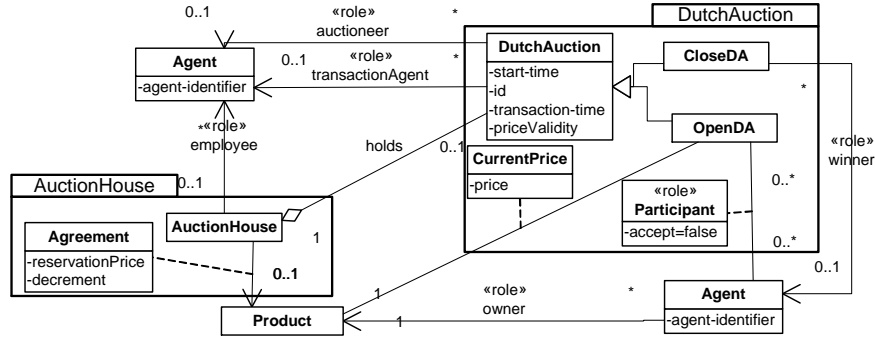 0..1
«role»
auctioneer
*
DutchAuction
Agent
-agent-identifier
0..1
«role»
transactionAgent
*
DutchAuction
-start-time
-id
-transaction-time
-priceValidity
CloseDA
*
OpenDA
«role»
winner
*
«role»
employee
holds
0..1
CurrentPrice
-price
AuctionHouse
0..1
0..*
«role»
Participant
-accept=false
AuctionHouse
Agreement
-reservationPrice
-decrement
1
0..1
0..*
0..1
1
«role»
owner
*
Agent
-agent-identifier
Product
1